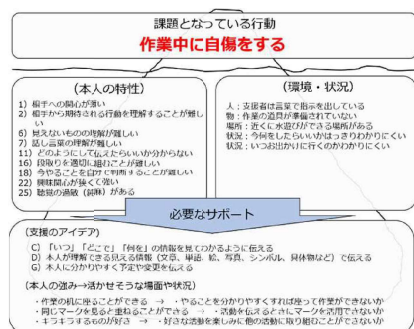 課題となっている行動
作業中に自傷をする
(本人の特性)
1) 相手への関心が薄い
2) 相手から期待される行動を理解することが難し
い
6) 見えないものの理解が難しい
7) 話し言葉の理解が難しい
11) どのようにして伝えたらいいか分からない
16) 段取りを適切に組むことが難しい
18) 今やることを自分で判断することが難しい
22) 興味関心が狭くて強い
25) 聴覚の過敏(鈍麻)がある
(環境・状況)
人:支援者は言葉で指示を出している
物:作業の道具が準備されていない
場所:近くに水遊びができる場所がある
状況:今何をしたらいいかはっきりわかりにくい
状況:いつお出かけに行くのかわかりにくい
必要なサポート
(支援のアイデア)
C) 「いつ」「どこで」「何を」の情報を見てわかるように伝える
D) 本人が理解できる見える情報(文章、単語、絵、写真、シンボル、具体物など)で伝える
G) 本人に分かりやすく予定や変更を伝える
(本人の強み→活かせそうな場面や状況)
・作業の机に座ることができる → ・やることを分かりやすくすれば座って作業ができないか
・同じマークを見ると重ねることができる → ・活動を伝えるときにマークを活用できないか
・キラキラするものが好き → ・好きな活動を楽しみに他の活動に取り組むことができないか